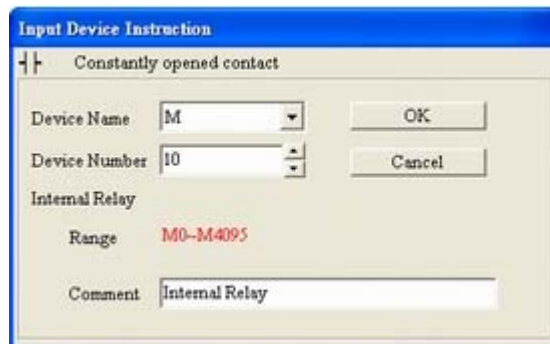 Input Device Instruction
Constantly opened contact
Device Name M OK
Device Number 10 Cancel
Internal Relay
Range M0~M4095
Comment Internal Relay